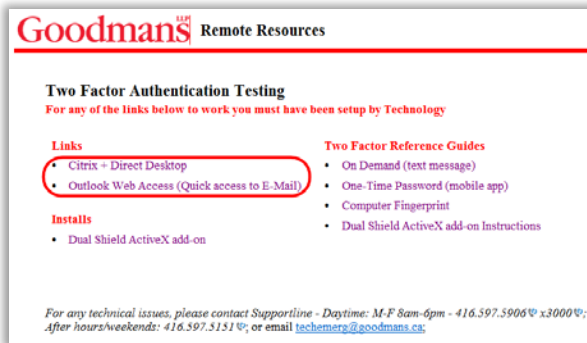 Goodmans LLP Remote Resources
Two Factor Authentication Testing
For any of the links below to work you must have been setup by Technology
Links
• Citrix + Direct Desktop
• Outlook Web Access (Quick access to E-Mail)
Installs
• Dual Shield ActiveX add-on
Two Factor Reference Guides
• On Demand (text message)
• One-Time Password (mobile app)
• Computer Fingerprint
• Dual Shield ActiveX add-on Instructions
For any technical issues, please contact Supportline - Daytime: M-F 8am-6pm - 416.597.5906 x3000;
After hours/weekends: 416.597.5151; or email techemerg@goodmans.ca;